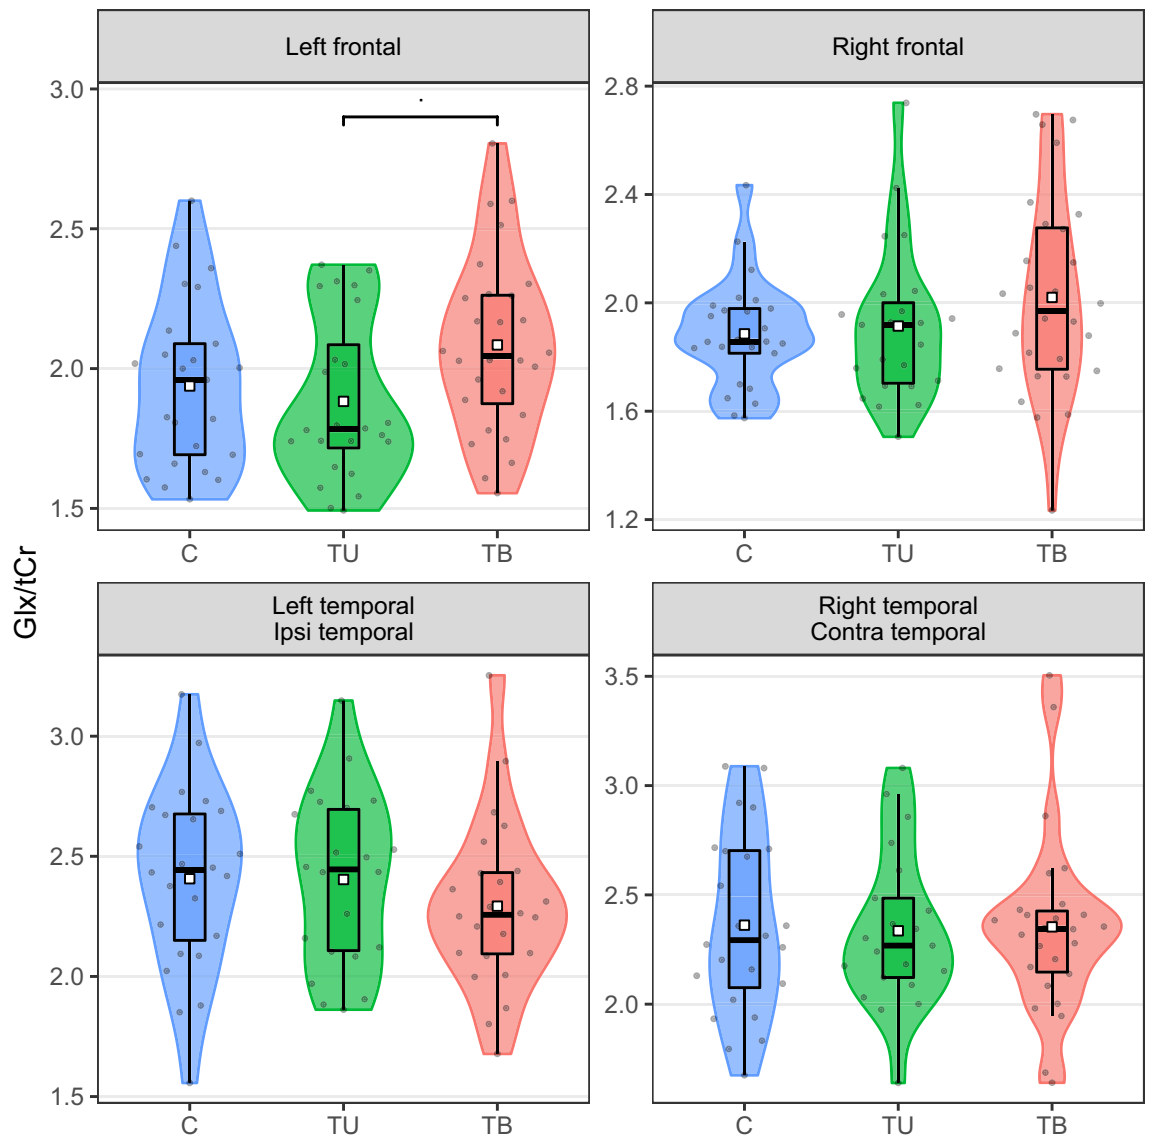 Glx/tCr
Left frontal
3.0
2.5
2.0
1.5
.
C TU TB
Right frontal
2.8
2.4
2.0
1.6
1.2
C TU TB
Left temporal
Ipsi temporal
3.0
2.5
2.0
1.5
C TU TB
Right temporal
Contra temporal
3.5
3.0
2.5
2.0
C TU TB